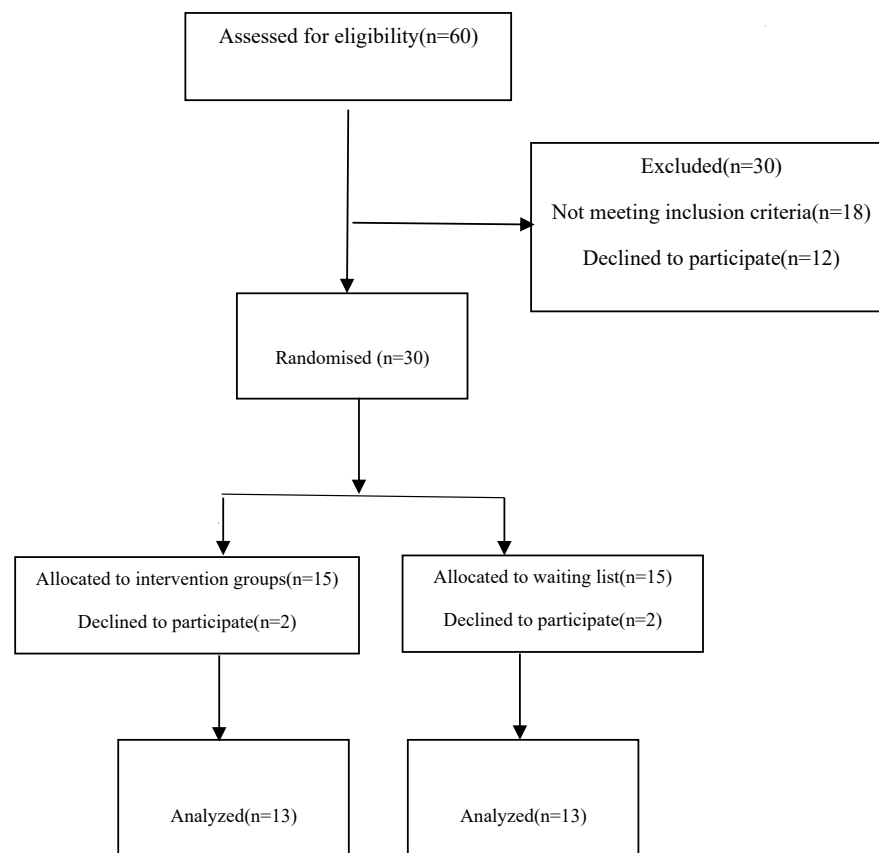 Assessed for eligibility(n=60)
Excluded(n=30)
Not meeting inclusion criteria(n=18)
Declined to participate(n=12)
Randomised (n=30)
Allocated to intervention groups(n=15)
Declined to participate(n=2)
Allocated to waiting list(n=15)
Declined to participate(n=2)
Analyzed(n=13)
Analyzed(n=13)